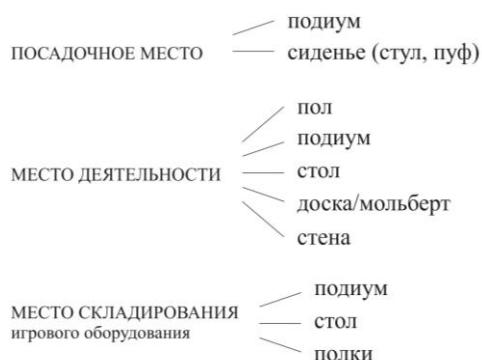 подиум
ПОСАДОЧНОЕ МЕСТО
сиденье (стул, пуф)
пол
подиум
МЕСТО ДЕЯТЕЛЬНОСТИ
стол
доска/мольберт
стена
подиум
МЕСТО СКЛАДИРОВАНИЯ
стол
игрового оборудования
полки